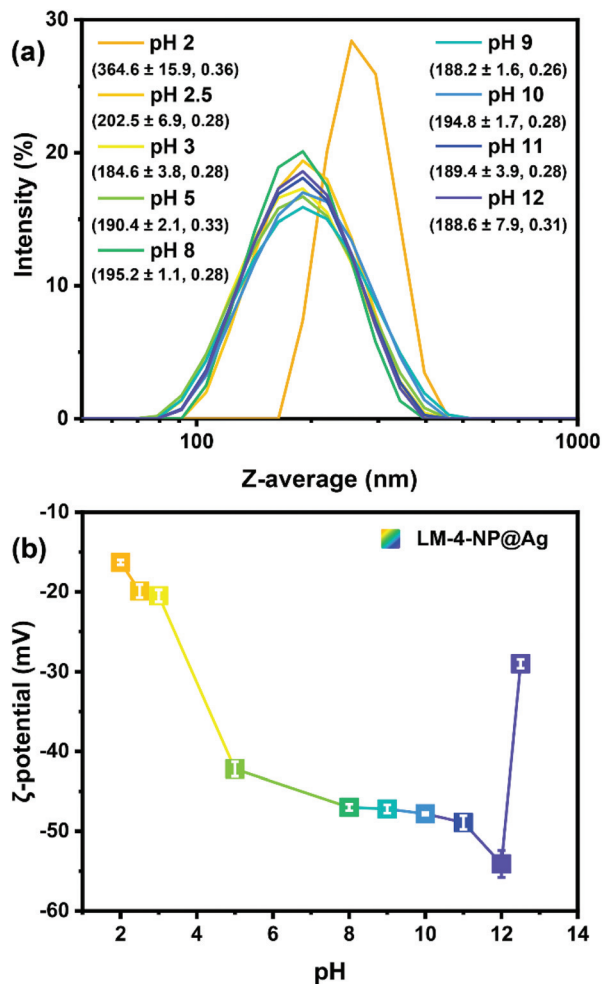 (a)
pH 2
(364.6 ± 15.9, 0.36)
pH 2.5
(202.5 ± 6.9, 0.28)
pH 3
(184.6 ± 3.8, 0.28)
pH 5
(190.4 ± 2.1, 0.33)
pH 8
(195.2 ± 1.1, 0.28)
pH 9
(188.2 ± 1.6, 0.26)
pH 10
(194.8 ± 1.7, 0.28)
pH 11
(189.4 ± 3.9, 0.28)
pH 12
(188.6 ± 7.9, 0.31)
Intensity (%)
30
20
10
0
100
1000
Z-average (nm)
(b)
LM-4-NP@Ag
ζ-potential (mV)
-10
-20
-30
-40
-50
-60
2
4
6
8
10
12
14
pH